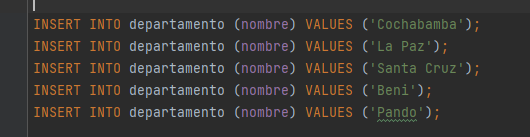 INSERT INTO departamento (nombre) VALUES ('Cochabamba');
INSERT INTO departamento (nombre) VALUES ('La Paz');
INSERT INTO departamento (nombre) VALUES ('Santa Cruz');
INSERT INTO departamento (nombre) VALUES ('Beni');
INSERT INTO departamento (nombre) VALUES ('Pando');